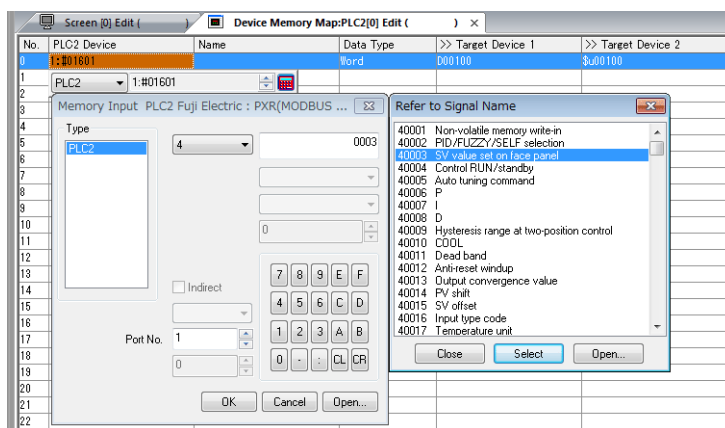 Screen [0] Edit ( )
Device Memory Map:PLC2[0] Edit ( ) ×
No. PLC2 Device Name Data Type >> Target Device 1 >> Target Device 2
0 1:#01601 Word D00100 $u00100
1
PLC2 1:#01601
2
3
4
5
6
7
8
9
10
11
12
13
14
15
16
17
18
19
20
21
22
Memory Input PLC2 Fuji Electric : PXR(MODBUS ...
Type
PLC2
4
0003
0
Indirect
Port No. 1
0
7 8 9 E F
4 5 6 C D
1 2 3 A B
0 - : CL CR
OK Cancel Open...
Refer to Signal Name
40001 Non-volatile memory write-in
40002 PID/FUZZY/SELF selection
40003 SV value set on face panel
40004 Control RUN/standby
40005 Auto tuning command
40006 P
40007 I
40008 D
40009 Hysteresis range at two-position control
40010 COOL
40011 Dead band
40012 Anti-reset windup
40013 Output convergence value
40014 PV shift
40015 SV offset
40016 Input type code
40017 Temperature unit
Close Select Open...